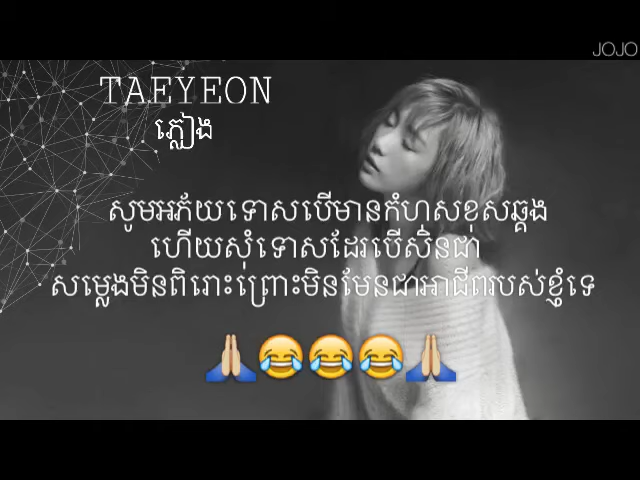 JOJO
TAEYEON
ភ្លៀង
សូមអភ័យទោសបើមានកំហុសខុសឆ្គង
ហើយសុំទោសដែរបើសិនជា
សម្លេងមិនពិរោះព្រោះមិនមែនជាអាជីពរបស់ខ្ញុំទេ
🙏😂😂😂🙏